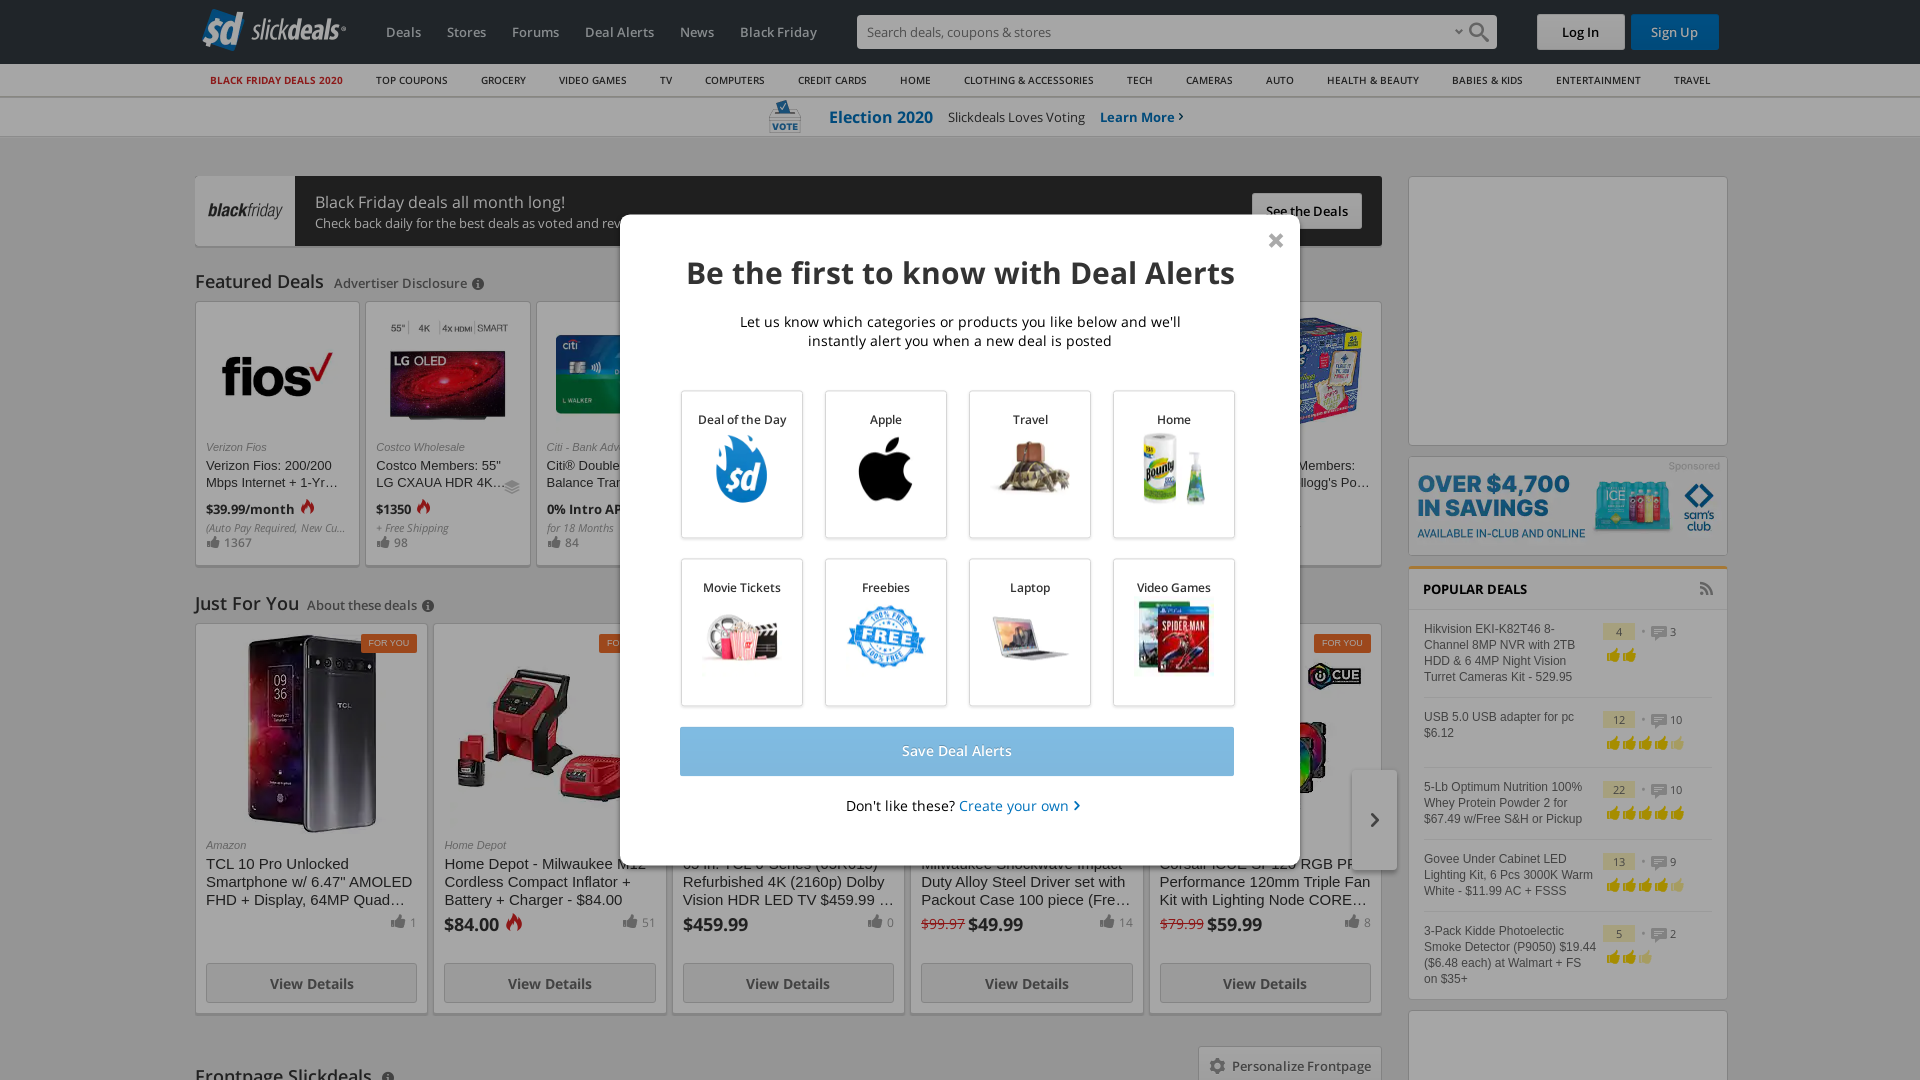 slickdeals
Deals
Stores
Forums
Deal Alerts
News
Black Friday
Search deals, coupons & stores
Log In
Sign Up
BLACK FRIDAY DEALS 2020
TOP COUPONS
GROCERY
VIDEO GAMES
TV
COMPUTERS
CREDIT CARDS
HOME
CLOTHING & ACCESSORIES
TECH
CAMERAS
AUTO
HEALTH & BEAUTY
BABIES & KIDS
ENTERTAINMENT
TRAVEL
VOTE
Election 2020
Slickdeals Loves Voting
Learn More
blackfriday
Black Friday deals all month long!
Check back daily for the best deals as voted and rev
See the Deals
Featured Deals
Advertiser Disclosure
fios
Verizon Fios
Verizon Fios: 200/200
Mbps Internet + 1-Yr…
$39.99/month
(Auto Pay Required, New Cu...
1367
55" 4K 4x HDMI SMART
LG OLED
Costco Wholesale
Costco Members: 55"
LG CXAUA HDR 4K…
$1350
+ Free Shipping
98
citi
L WALKER
Citi - Bank Adv
Citi® Double
Balance Tran
0% Intro AP
for 18 Months
84
Members:
llogg's Po…
Be the first to know with Deal Alerts
Let us know which categories or products you like below and we'll
instantly alert you when a new deal is posted
Deal of the Day
$d
Apple
Travel
Home
Bounty
Movie Tickets
Freebies
100% FREE
FREE
100% FREE
Laptop
Video Games
SPIDER-MAN
Save Deal Alerts
Don't like these? Create your own
Just For You
About these deals
FOR YOU
09
36
TCL
Amazon
TCL 10 Pro Unlocked
Smartphone w/ 6.47" AMOLED
FHD + Display, 64MP Quad…
1
View Details
FO
Home Depot
Home Depot - Milwaukee M12
Cordless Compact Inflator +
Battery + Charger - $84.00
$84.00
51
View Details
Refurbished 4K (2160p) Dolby
Vision HDR LED TV $459.99 …
$459.99
0
View Details
Milwaukee Shockwave Impact
Duty Alloy Steel Driver set with
Packout Case 100 piece (Fre…
$99.97 $49.99
14
View Details
FOR YOU
iCUE
Performance 120mm Triple Fan
Kit with Lighting Node CORE…
$79.99 $59.99
8
View Details
Frontpage Slickdeals
Personalize Frontpage
Sponsored
OVER $4,700
IN SAVINGS
AVAILABLE IN-CLUB AND ONLINE
ICE
sam's
club
POPULAR DEALS
Hikvision EKI-K82T46 8-
Channel 8MP NVR with 2TB
HDD & 6 4MP Night Vision
Turret Cameras Kit - 529.95
4
3
USB 5.0 USB adapter for pc
$6.12
12
10
5-Lb Optimum Nutrition 100%
Whey Protein Powder 2 for
$67.49 w/Free S&H or Pickup
22
10
Govee Under Cabinet LED
Lighting Kit, 6 Pcs 3000K Warm
White - $11.99 AC + FSSS
13
9
3-Pack Kidde Photoelectic
Smoke Detector (P9050) $19.44
($6.48 each) at Walmart + FS
on $35+
5
2